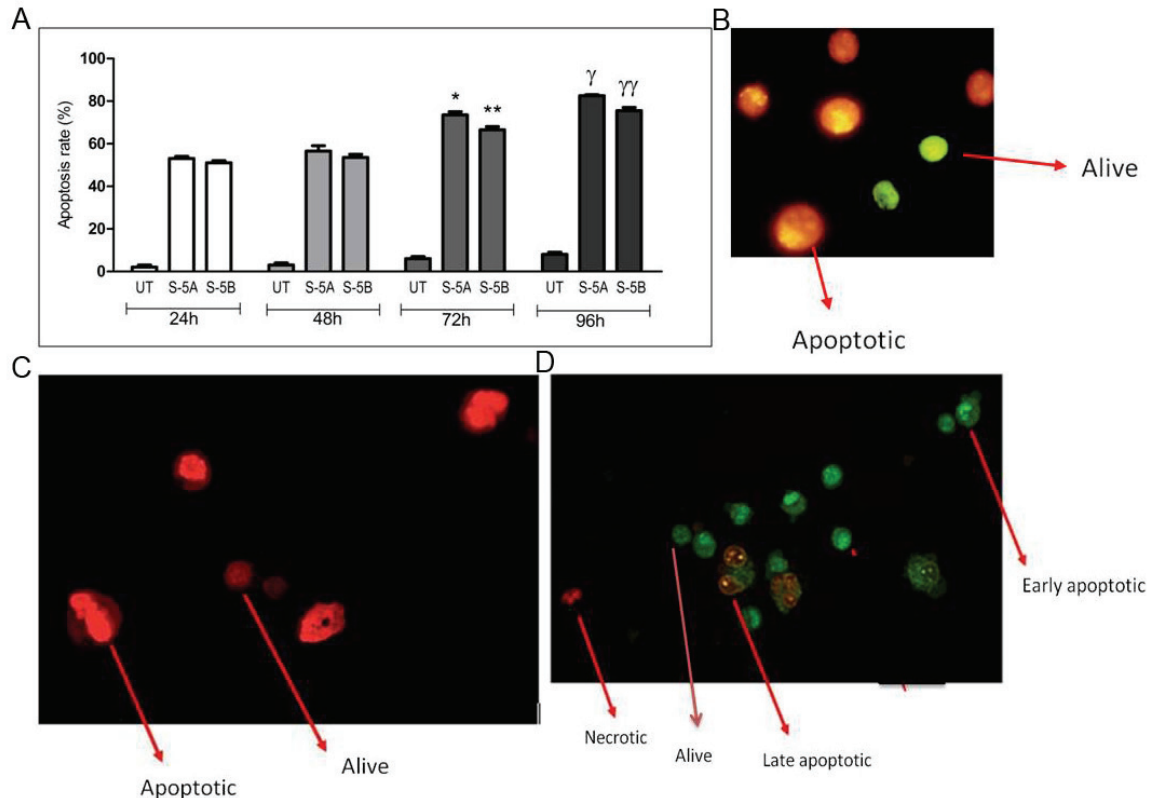 A
Apoptosis rate (%)
100
80
60
40
20
0
* ** γ γγ
UT S-5A S-5B UT S-5A S-5B UT S-5A S-5B UT S-5A S-5B
24h 48h 72h 96h
B
Alive
Apoptotic
C
Apoptotic
Alive
D
Early apoptotic
Necrotic
Alive
Late apoptotic